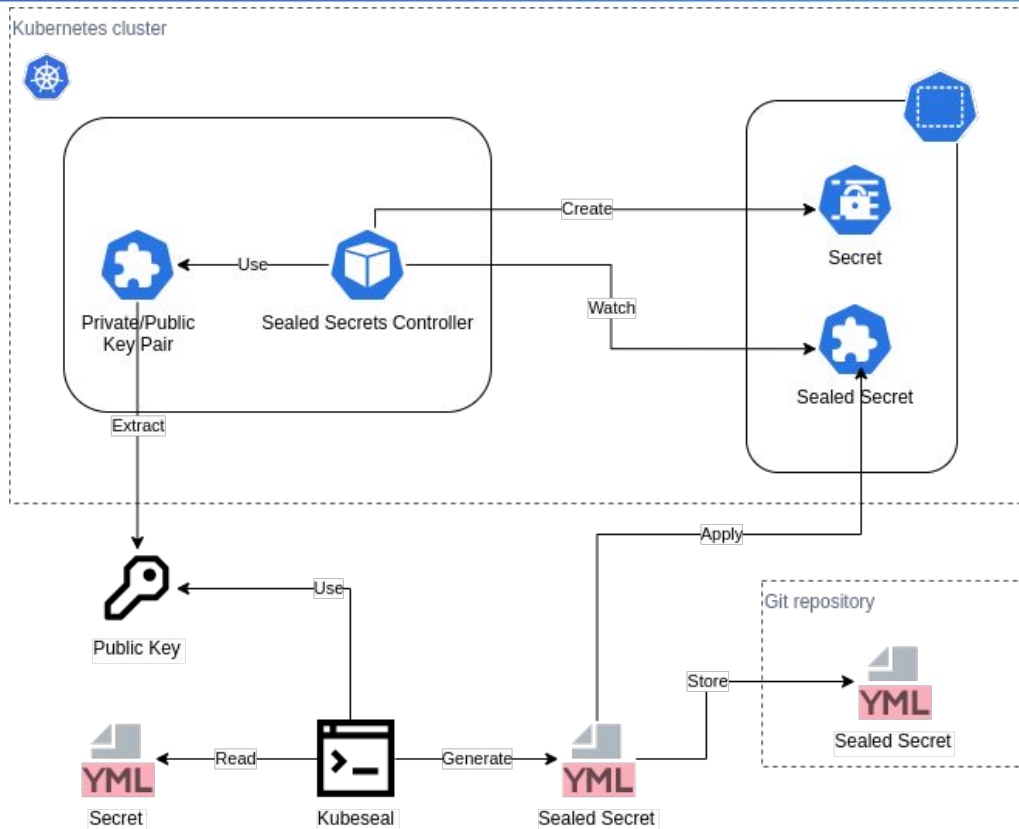 Kubernetes cluster
Create
Secret
Use
Private/Public
Key Pair
Sealed Secrets Controller
Watch
Sealed Secret
Extract
Apply
Use
Public Key
Git repository
Store
YML
Sealed Secret
YML
Secret
Read
Kubeseal
Generate
YML
Sealed Secret